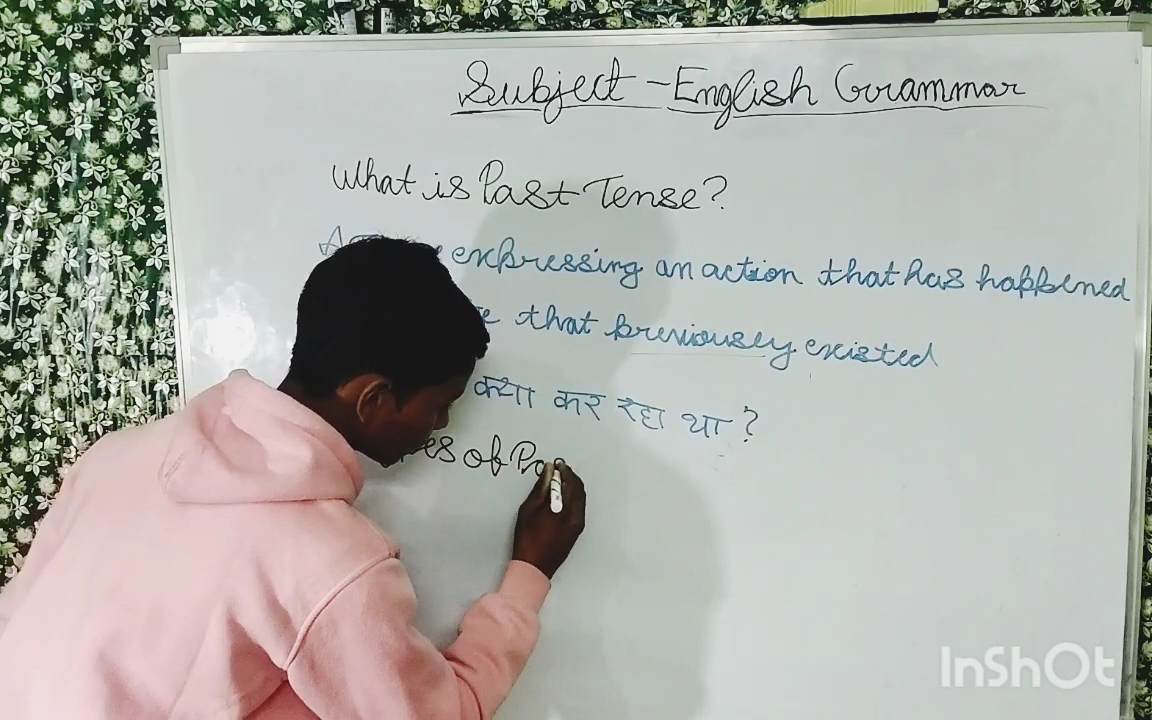 Subject - English Grammar
What is Past Tense?
expressing an action that has happened
that previously existed
क्या कर रहा था?
of
InShot